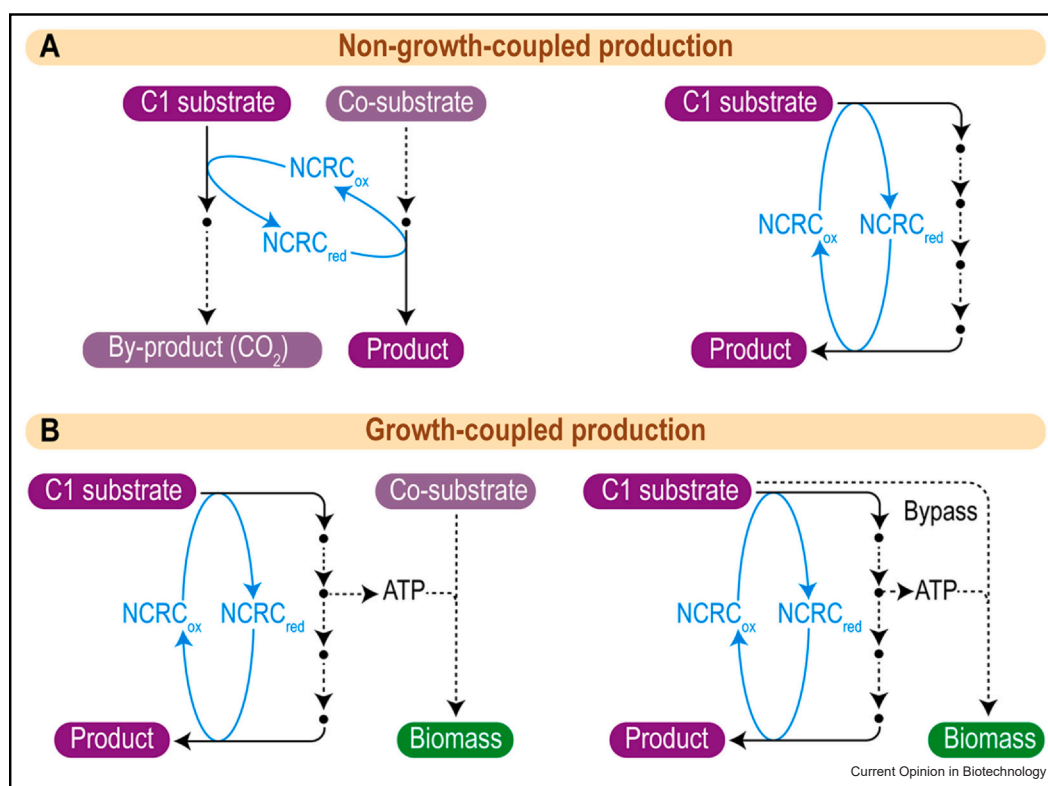 A
Non-growth-coupled production
C1 substrate
Co-substrate
NCRCox
NCRCred
By-product (CO2)
Product
C1 substrate
NCRCox
NCRCred
Product
B
Growth-coupled production
C1 substrate
Co-substrate
ATP
NCRCox
NCRCred
Product
Biomass
C1 substrate
Bypass
ATP
NCRCox
NCRCred
Product
Biomass
Current Opinion in Biotechnology